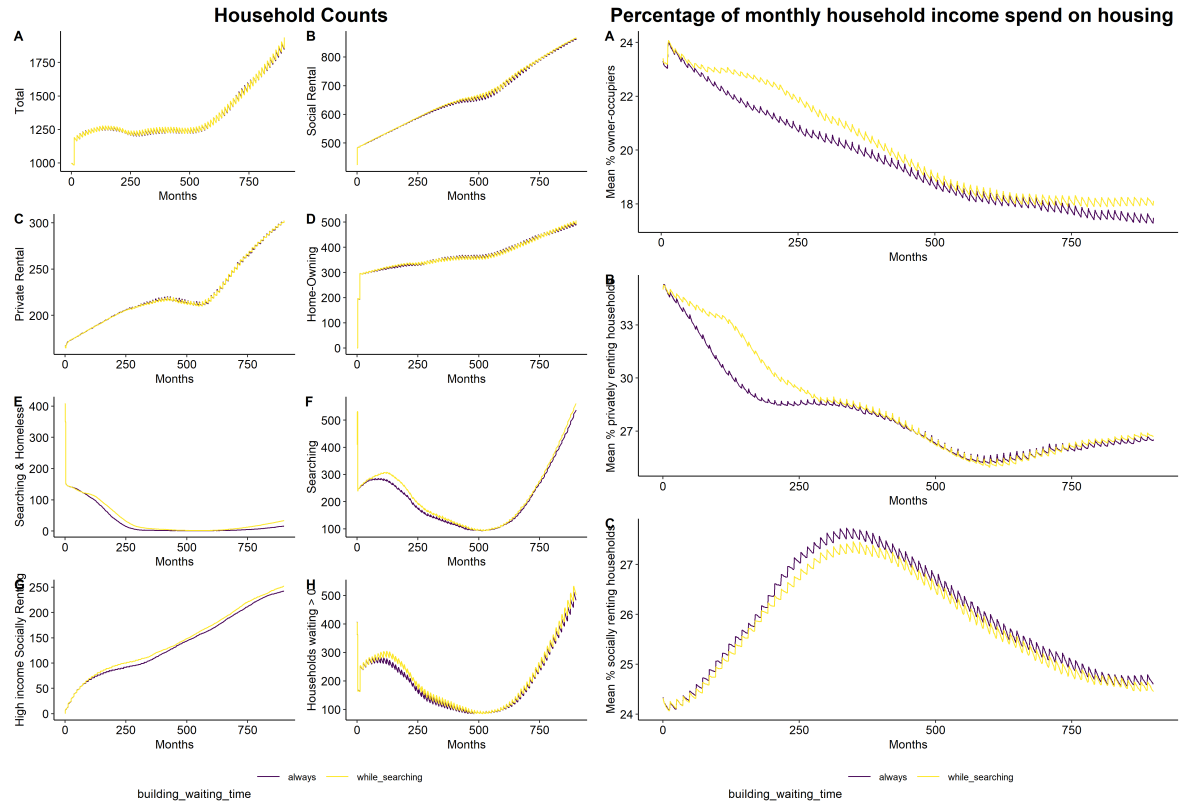 Household Counts
Percentage of monthly household income spend on housing
A
Total
1750
1500
1250
1000
0 250 500 750
Months
B
Social Rental
800
700
600
500
0 250 500 750
Months
C
Private Rental
300
250
200
0 250 500 750
Months
D
Home-Owning
500
400
300
200
100
0
0 250 500 750
Months
E
Searching & Homeless
400
300
200
100
0
0 250 500 750
Months
F
Searching
500
400
300
200
100
0 250 500 750
Months
G
High income Socially Renting
250
200
150
100
50
0
0 250 500 750
Months
H
Households waiting > 0
500
400
300
200
100
0 250 500 750
Months
always while_searching
building_waiting_time
A
Mean % owner-occupiers
24
22
20
18
0 250 500 750
Months
B
Mean % privately renting households
33
30
27
0 250 500 750
Months
C
Mean % socially renting households
27
26
25
24
0 250 500 750
Months
always while_searching
building_waiting_time